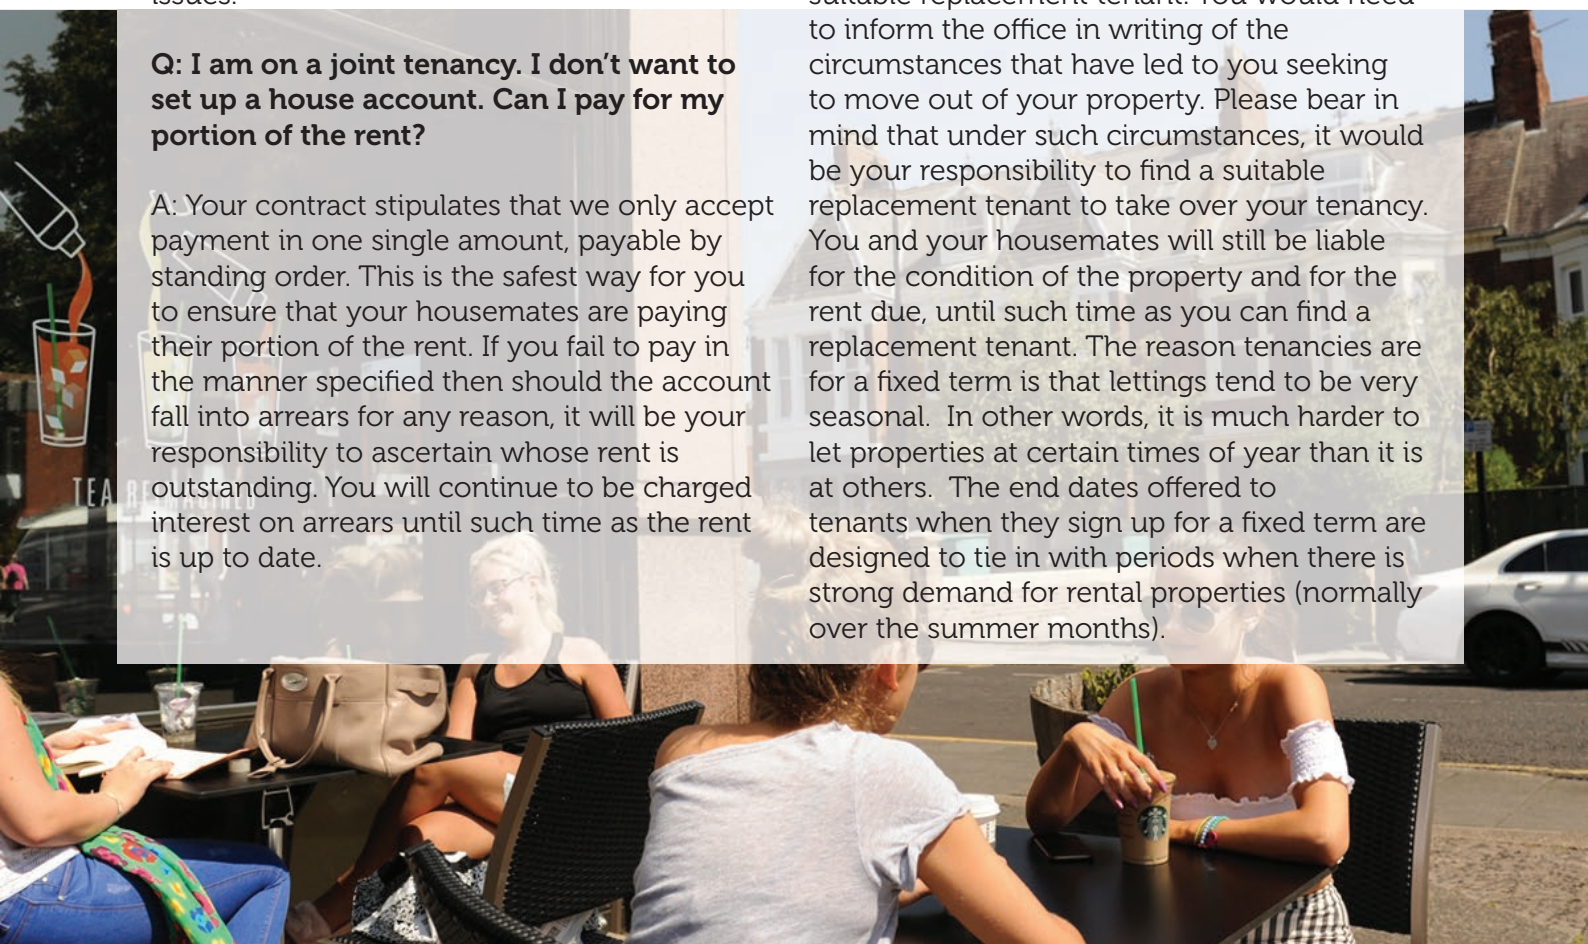 issues.
Q: I am on a joint tenancy. I don’t want to
set up a house account. Can I pay for my
portion of the rent?
A: Your contract stipulates that we only accept
payment in one single amount, payable by
standing order. This is the safest way for you
to ensure that your housemates are paying
their portion of the rent. If you fail to pay in
the manner specified then should the account
fall into arrears for any reason, it will be your
responsibility to ascertain whose rent is
outstanding. You will continue to be charged
interest on arrears until such time as the rent
is up to date.
suitable replacement tenant. You would need
to inform the office in writing of the
circumstances that have led to you seeking
to move out of your property. Please bear in
mind that under such circumstances, it would
be your responsibility to find a suitable
replacement tenant to take over your tenancy.
You and your housemates will still be liable
for the condition of the property and for the
rent due, until such time as you can find a
replacement tenant. The reason tenancies are
for a fixed term is that lettings tend to be very
seasonal.  In other words, it is much harder to
let properties at certain times of year than it is
at others.  The end dates offered to
tenants when they sign up for a fixed term are
designed to tie in with periods when there is
strong demand for rental properties (normally
over the summer months).
TEA REIMAGINED